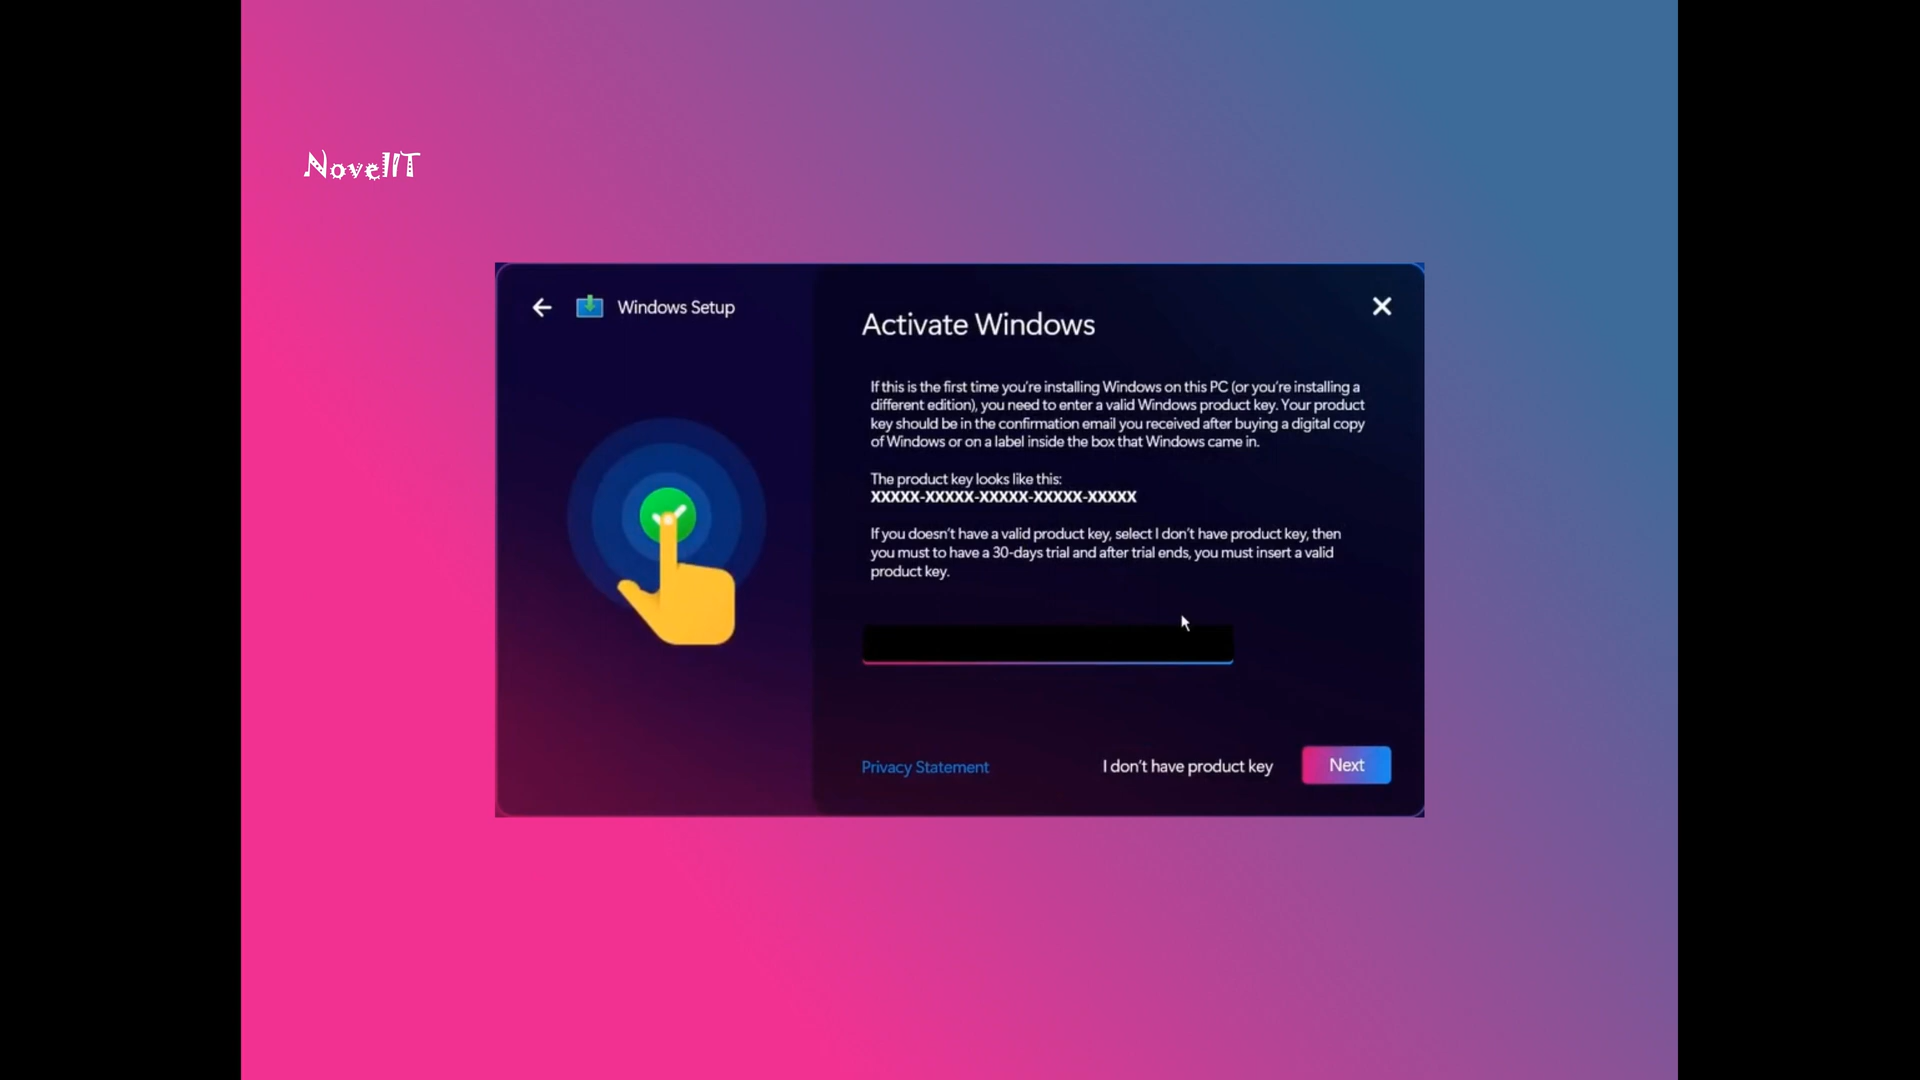 NovelIT
Windows Setup
Activate Windows
If this is the first time you're installing Windows on this PC (or you're installing a
different edition), you need to enter a valid Windows product key. Your product
key should be in the confirmation email you received after buying a digital copy
of Windows or on a label inside the box that Windows came in.
The product key looks like this:
XXXXX-XXXXX-XXXXX-XXXXX-XXXXX
If you doesn't have a valid product key, select I don't have product key, then
you must to have a 30-days trial and after trial ends, you must insert a valid
product key.
Privacy Statement
I don't have product key
Next